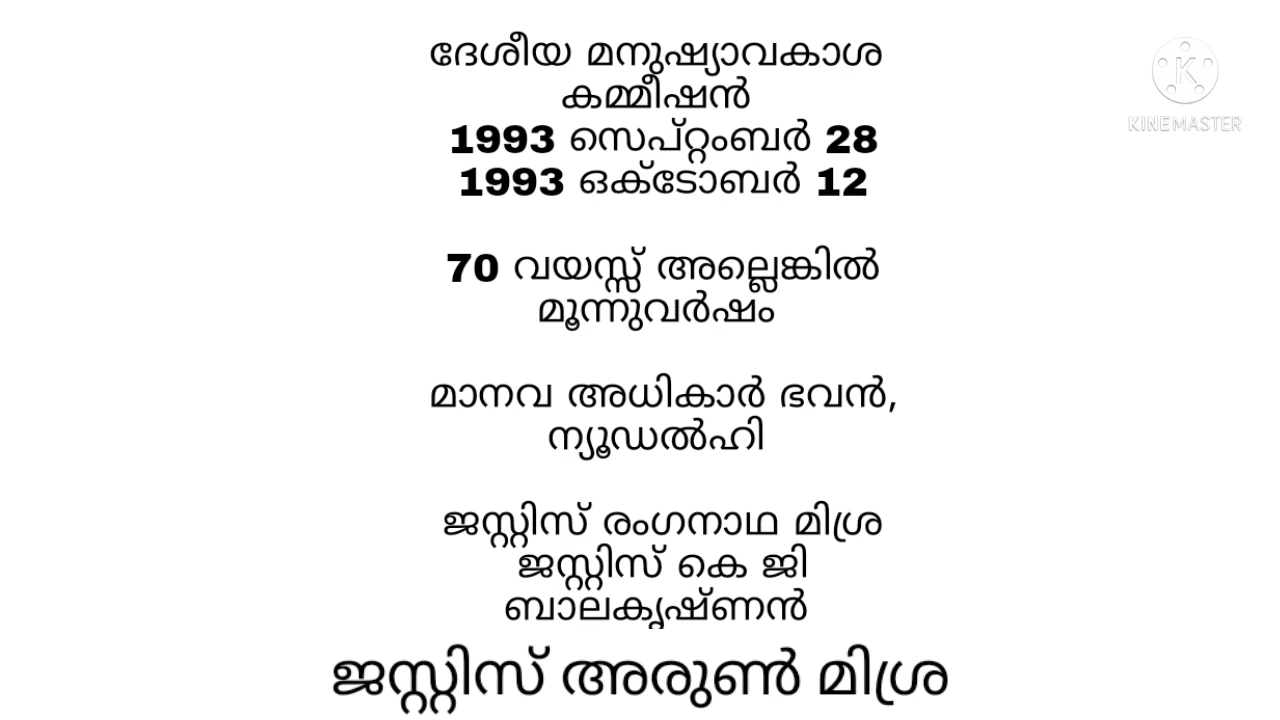 ദേശീയ മനുഷ്യാവകാശ
കമ്മീഷൻ
1993 സെപ്റ്റംബർ 28
1993 ഒക്ടോബർ 12
70 വയസ്സ് അല്ലെങ്കിൽ
മൂന്നുവർഷം
മാനവ അധികാർ ഭവൻ,
ന്യൂഡൽഹി
ജസ്റ്റിസ് രംഗനാഥ മിശ്ര
ജസ്റ്റിസ് കെ ജി
ബാലകൃഷ്ണൻ
ജസ്റ്റിസ് അരുൺ മിശ്ര
K
KINEMASTER